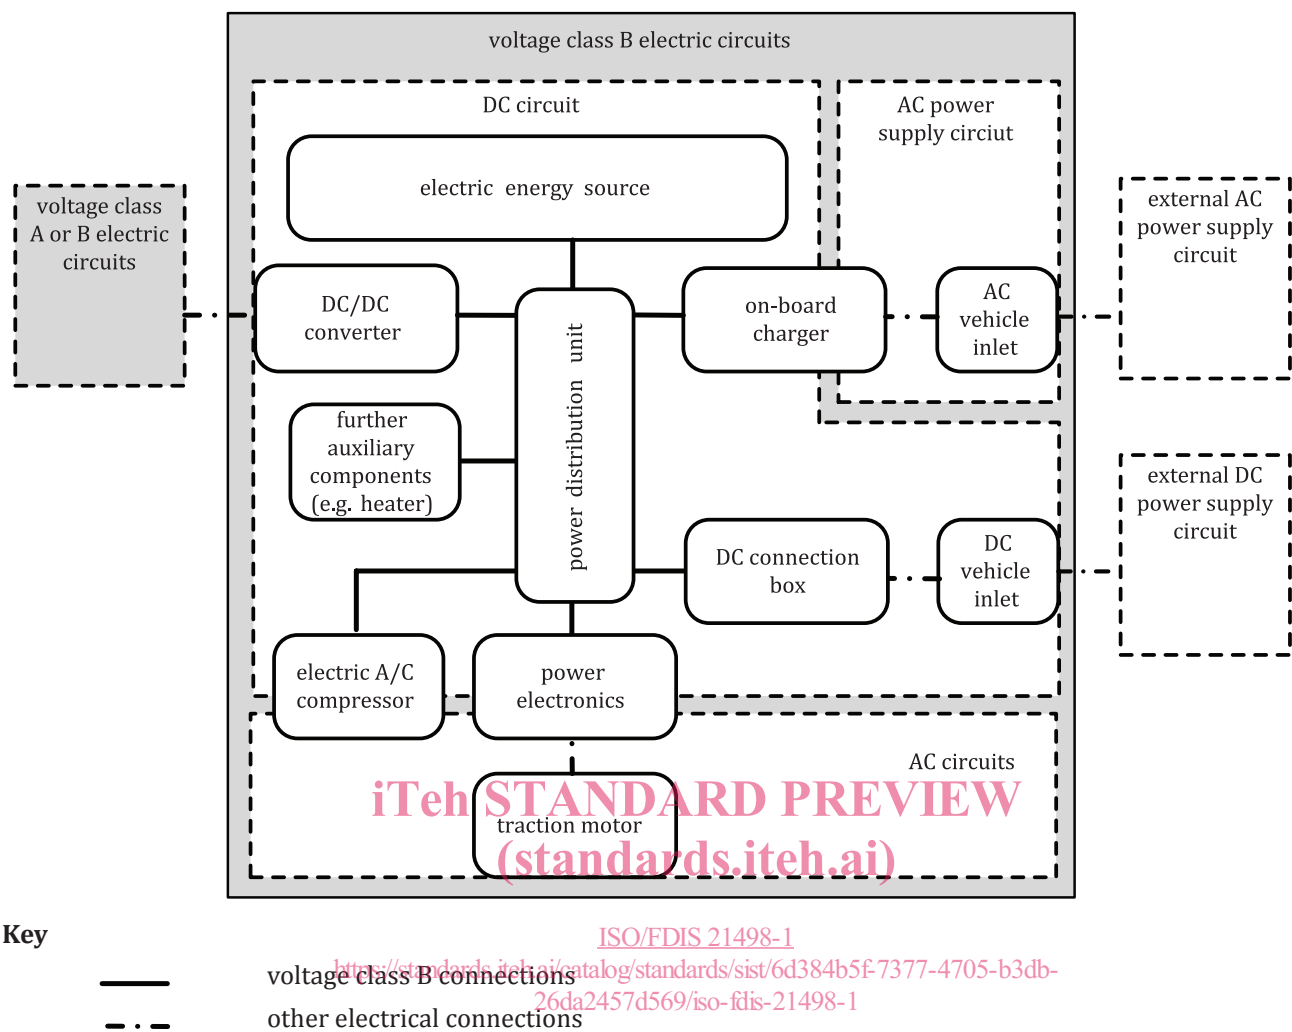 voltage class B electric circuits
DC circuit
AC power
supply circiut
electric energy source
voltage class
A or B electric
circuits
external AC
power supply
circuit
DC/DC
converter
on-board
charger
AC
vehicle
inlet
power distribution unit
further
auxiliary
components
(e.g. heater)
external DC
power supply
circuit
DC connection
box
DC
vehicle
inlet
electric A/C
compressor
power
electronics
AC circuits
iTeh STANDARD PREVIEW
traction motor
(standards.iteh.ai)
Key
ISO/FDIS 21498-1
voltage class B connections
https://standards.iteh.ai/catalog/standards/sist/6d384b5f-7377-4705-b3db-
26da2457d569/iso-fdis-21498-1
other electrical connections